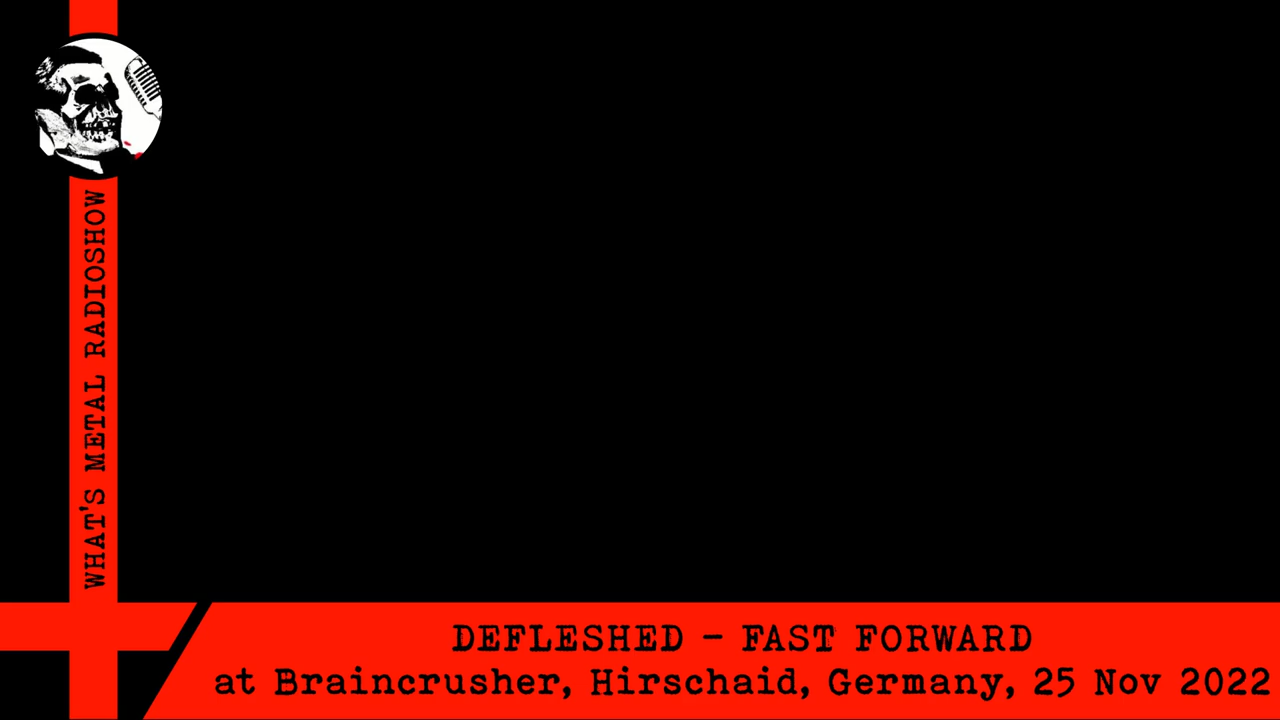 WHAT'S METAL RADIOSHOW
DEFLESHED - FAST FORWARD
at Braincrusher, Hirschaid, Germany, 25 Nov 2022